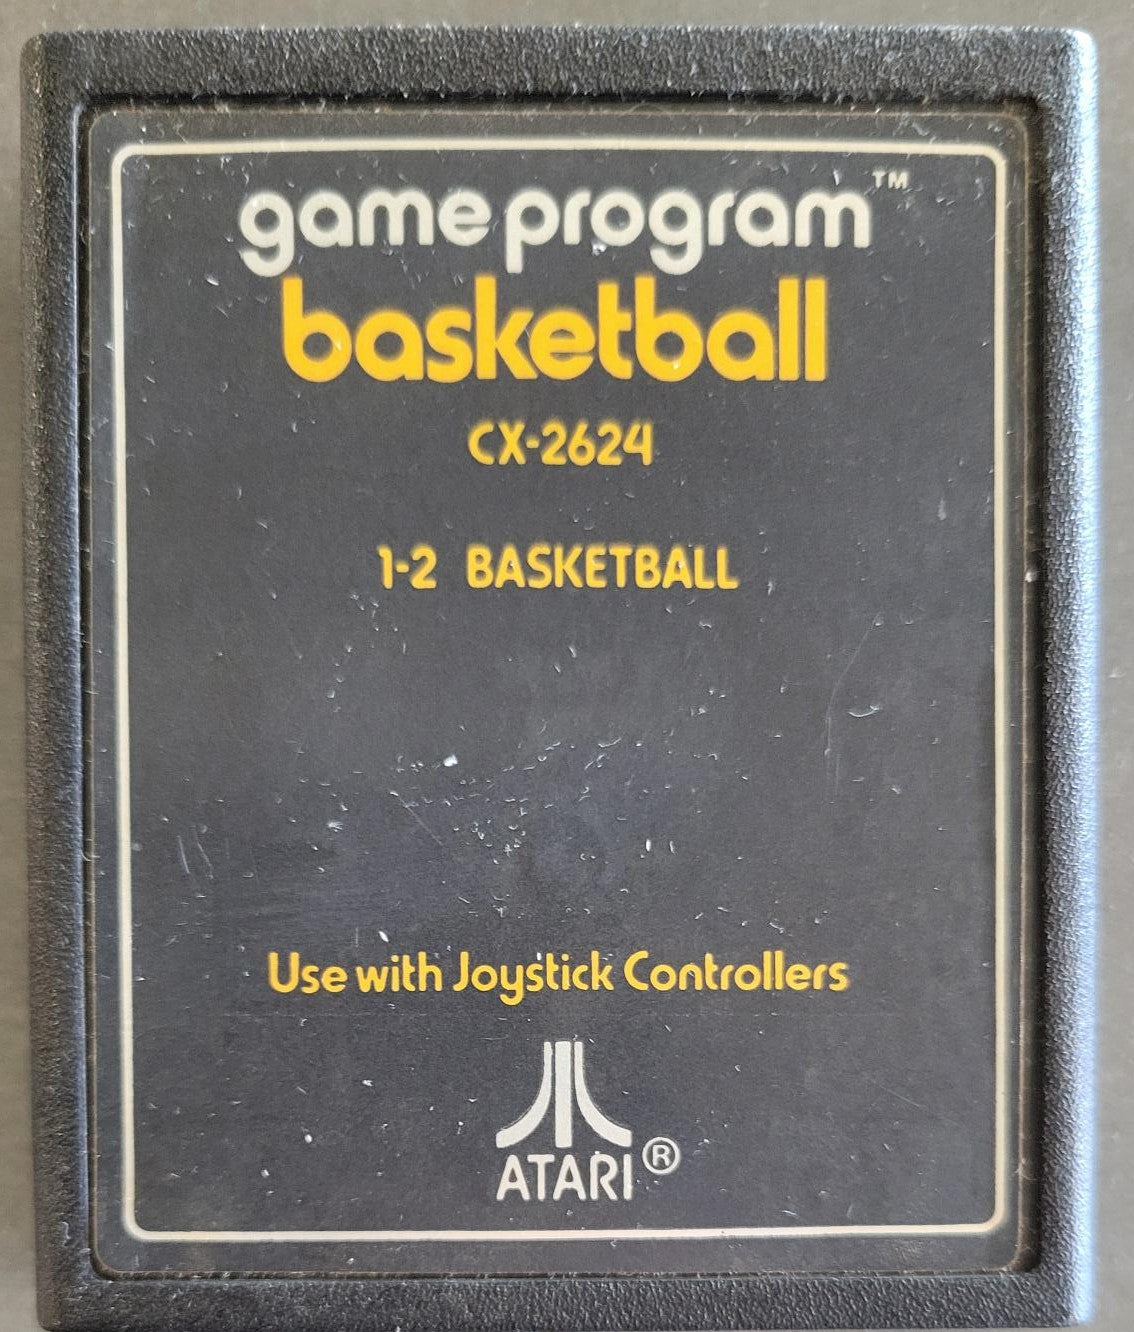 game program™
basketball
CX-2624
1-2 BASKETBALL
Use with Joystick Controllers
ATARI®